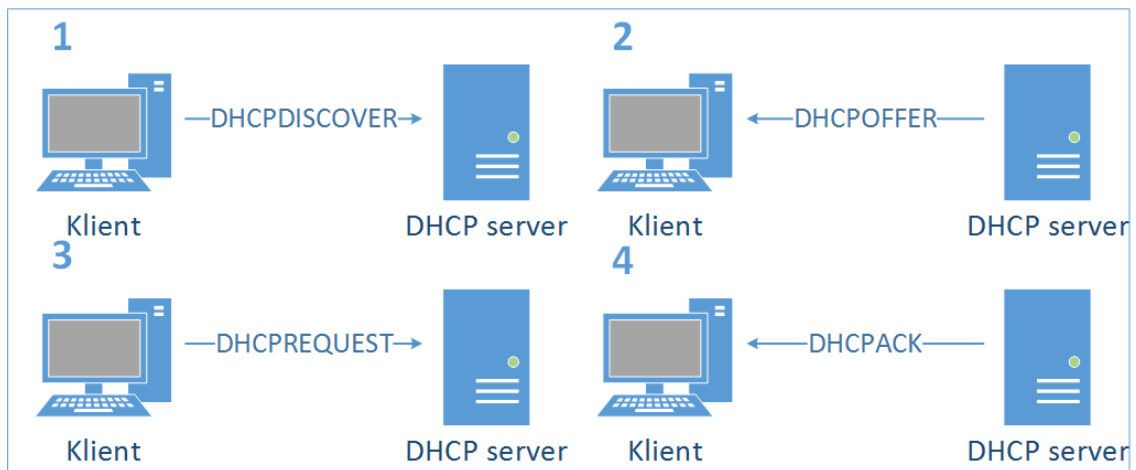 1
2
DHCPDISCOVER
DHCPOFFER
Klient
DHCP server
Klient
DHCP server
3
4
DHCPREQUEST
DHCPACK
Klient
DHCP server
Klient
DHCP server